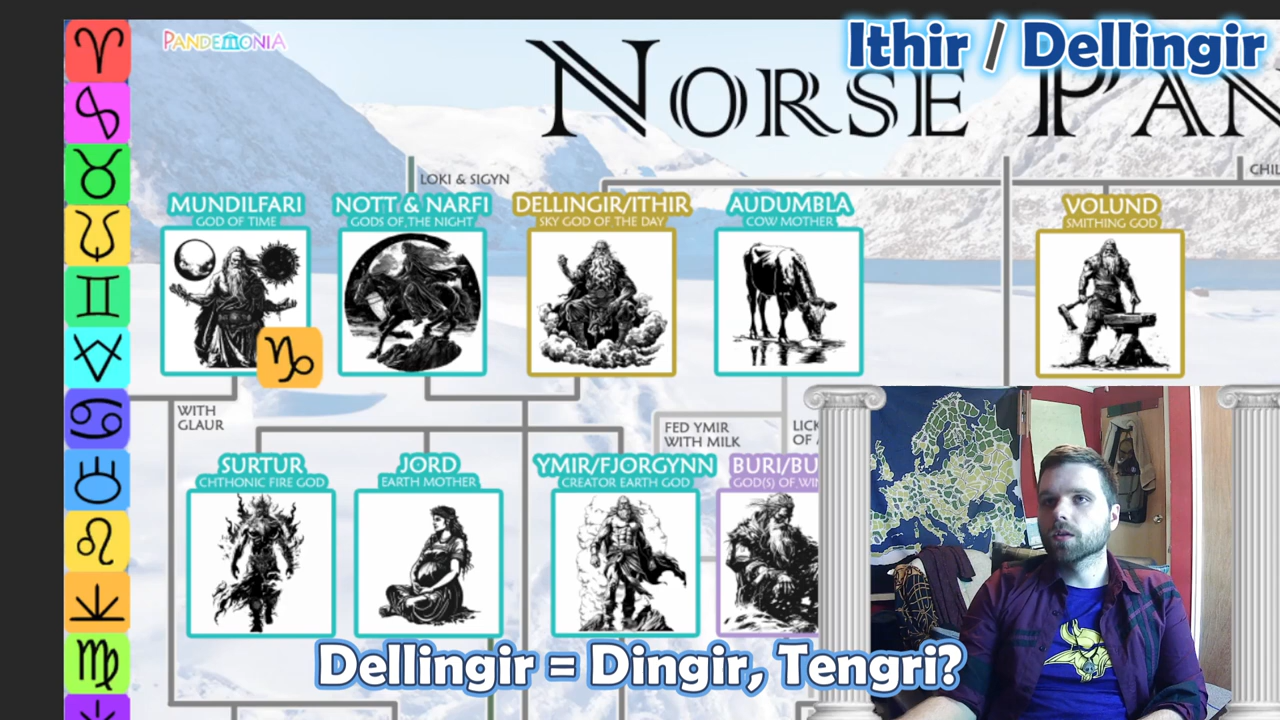 Ithir / Dellingir
PANDEMONIA
NORSE PAN
LOKI & SIGYN
CHIL
MUNDILFARI
GOD OF TIME
NOTT & NARFI
GODS OF THE NIGHT
DELLINGIR/ITHIR
SKY GOD OF THE DAY
AUDUMBLA
COW MOTHER
VOLUND
SMITHING GOD
WITH
GLAUR
FED YMIR
WITH MILK
LICK
OF A
SURTUR
CHTHONIC FIRE GOD
JORD
EARTH MOTHER
YMIR/FJORGYNN
CREATOR EARTH GOD
BURI/BU
GOD(S) OF WIN
Dellingir = Dingir, Tengri?